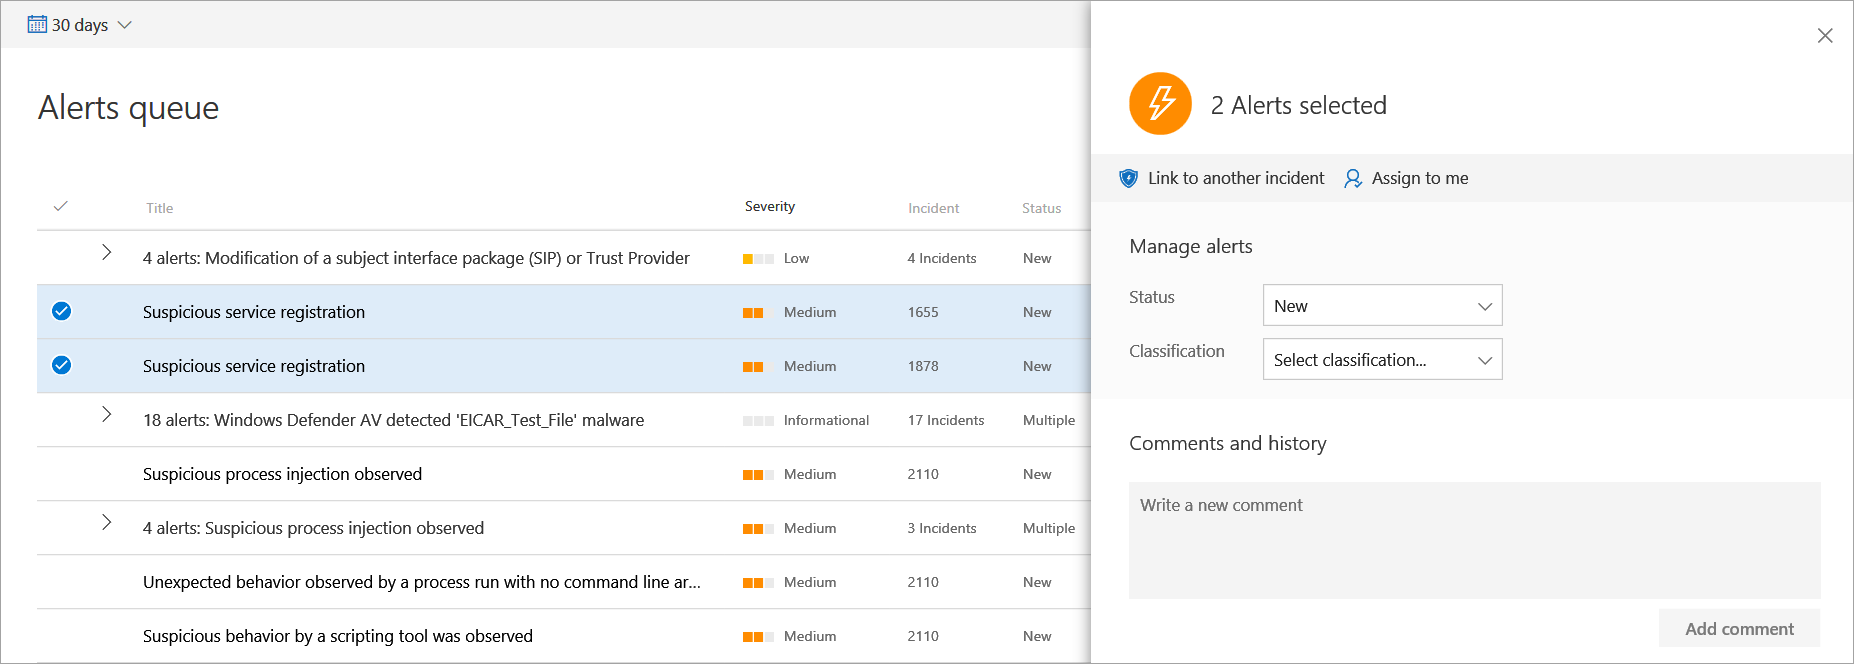 30 days
Alerts queue
Title Severity Incident Status
4 alerts: Modification of a subject interface package (SIP) or Trust Provider Low 4 Incidents New
Suspicious service registration Medium 1655 New
Suspicious service registration Medium 1878 New
18 alerts: Windows Defender AV detected 'EICAR_Test_File' malware Informational 17 Incidents Multiple
Suspicious process injection observed Medium 2110 New
4 alerts: Suspicious process injection observed Medium 3 Incidents Multiple
Unexpected behavior observed by a process run with no command line ar... Medium 2110 New
Suspicious behavior by a scripting tool was observed Medium 2110 New
2 Alerts selected
Link to another incident Assign to me
Manage alerts
Status New
Classification Select classification...
Comments and history
Write a new comment
Add comment